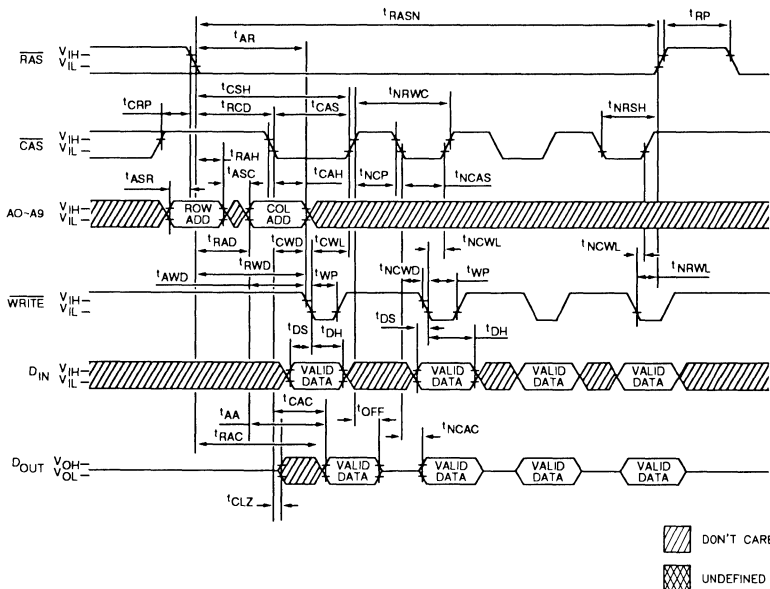 tRASN
tRP
tAR
RAS VIH
VIL
tCSH
tCRP
tRCD
tCAS
tNRWC
tNRSH
CAS VIH
VIL
tRAH
tASR
tASC
tCAH
tNCP
tNCAS
A0~A9 VIH
VIL
ROW
ADD
COL
ADD
tRAD
tCWD
tCWL
tNCWL
tNCWL
tRWD
tAWD
tWP
tNCWD
tWP
tNRWL
WRITE VIH
VIL
tDS
tDH
tDS
tDH
DIN VIH
VIL
VALID
DATA
VALID
DATA
VALID
DATA
VALID
DATA
tCAC
tAA
tOFF
tRAC
tNCAC
DOUT VOH
VOL
VALID
DATA
VALID
DATA
VALID
DATA
VALID
DATA
tCLZ
DON'T CARE
UNDEFINED